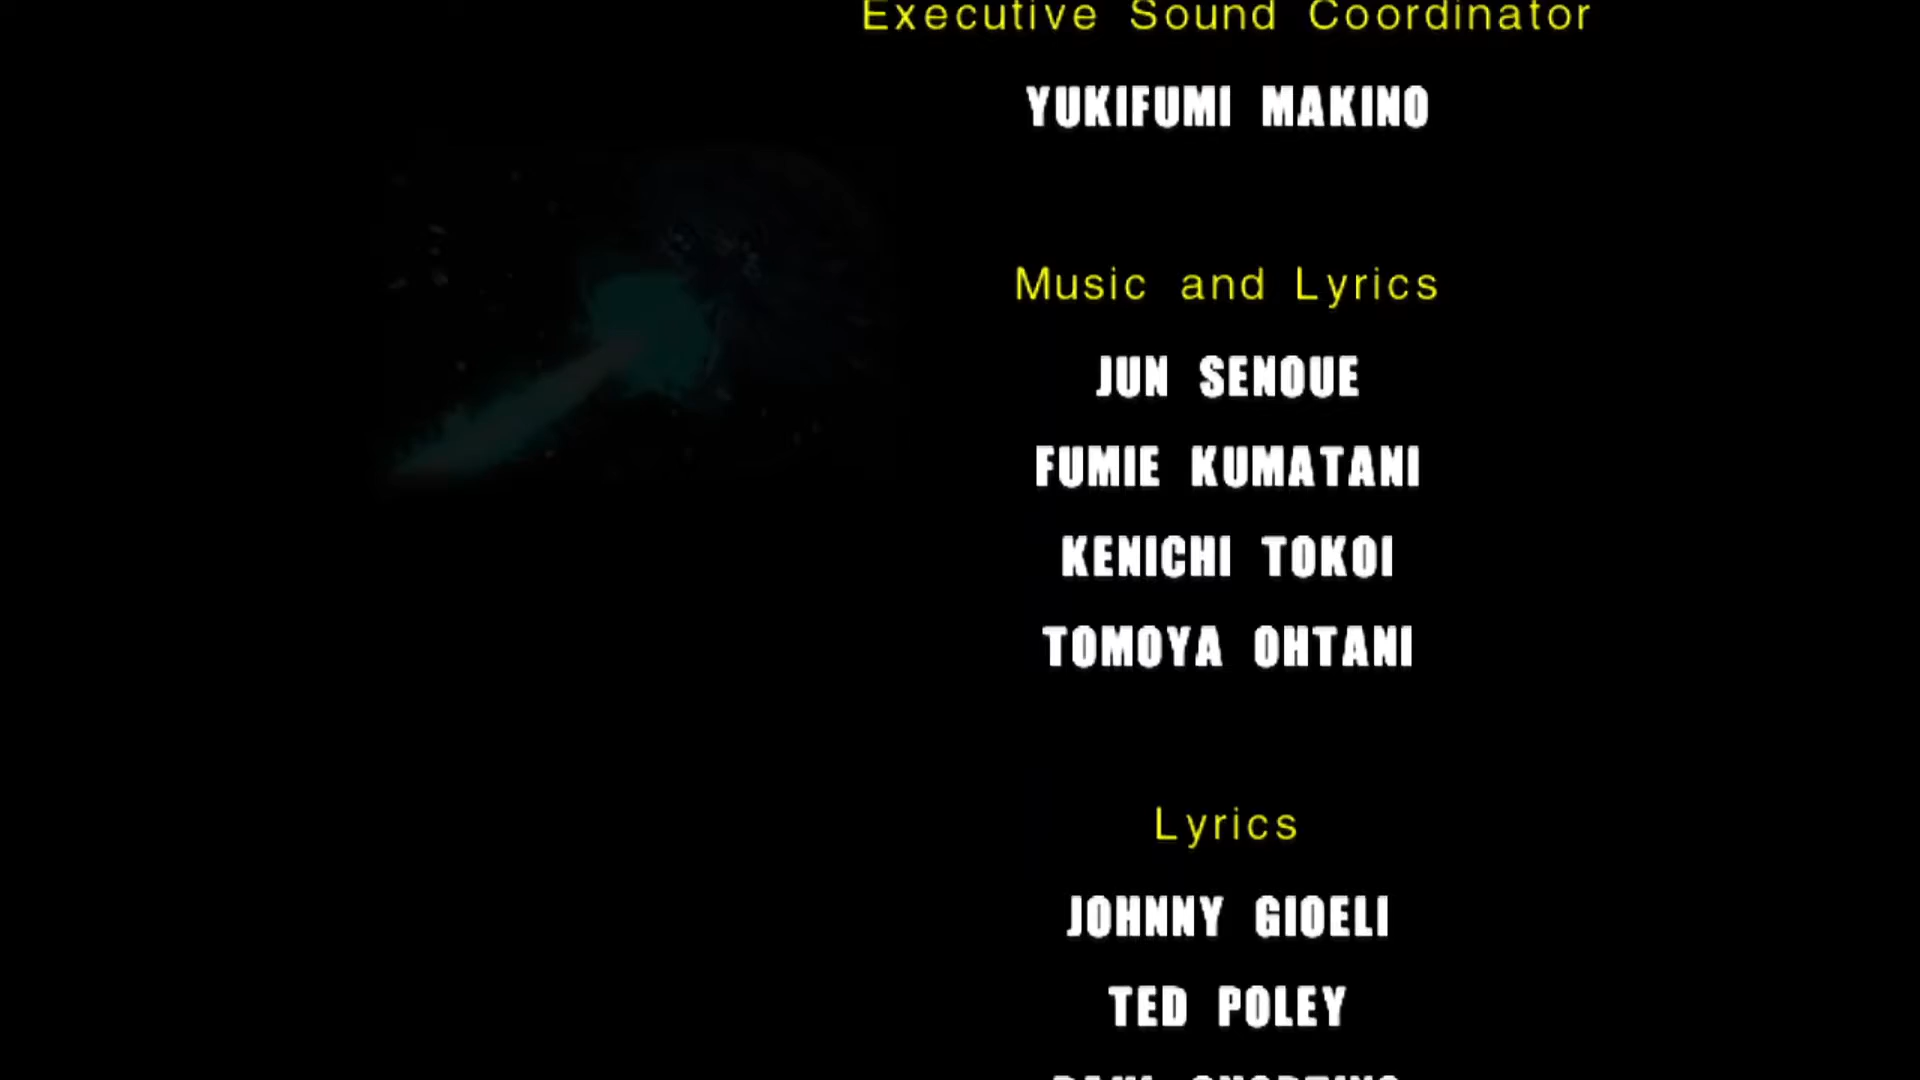 Executive Sound Coordinator
YUKIFUMI MAKINO
Music and Lyrics
JUN SENOUE
FUMIE KUMATANI
KENICHI TOKOI
TOMOYA OHTANI
Lyrics
JOHNNY GIOELI
TED POLEY